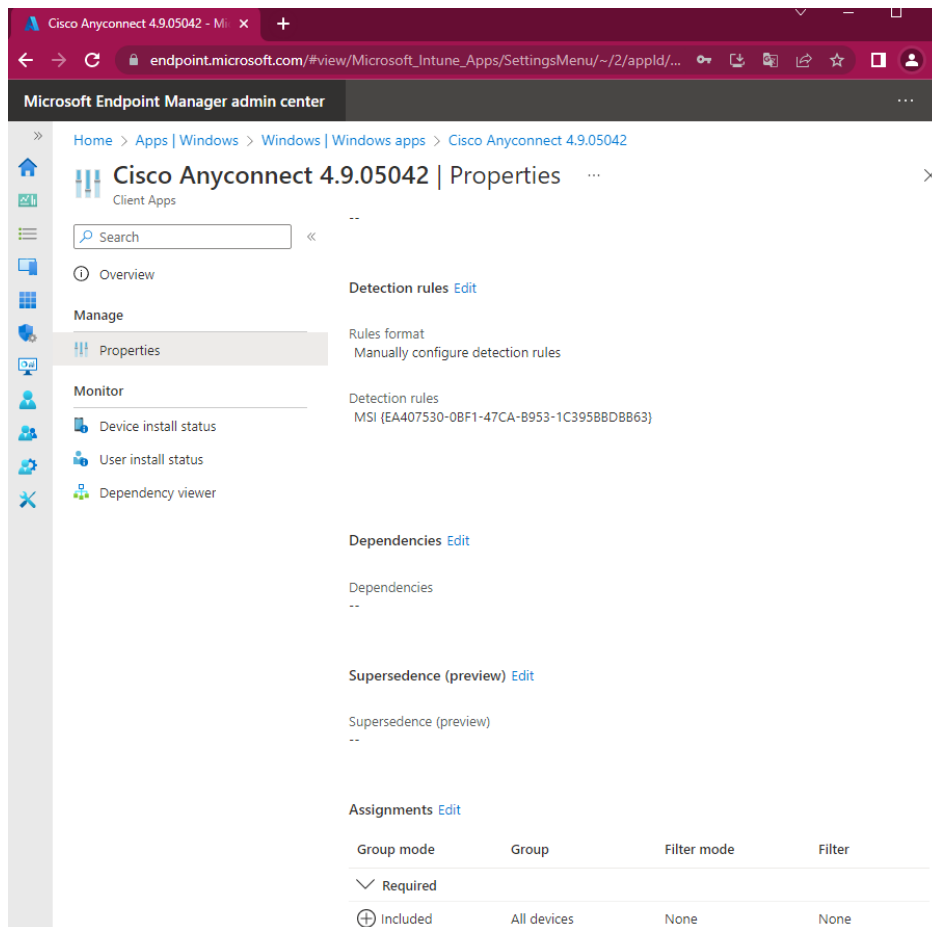 Cisco Anyconnect 4.9.05042 - Mi
endpoint.microsoft.com/#view/Microsoft_Intune_Apps/SettingsMenu/~/2/appId/...
Microsoft Endpoint Manager admin center
Home > Apps | Windows > Windows | Windows apps > Cisco Anyconnect 4.9.05042
Cisco Anyconnect 4.9.05042 | Properties ...
Client Apps
Search
Overview
Manage
Properties
Monitor
Device install status
User install status
Dependency viewer
--
Detection rules Edit
Rules format
Manually configure detection rules
Detection rules
MSI {EA407530-0BF1-47CA-B953-1C395BBDBB63}
Dependencies Edit
Dependencies
--
Supersedence (preview) Edit
Supersedence (preview)
--
Assignments Edit
Group mode Group Filter mode Filter
Required
Included All devices None None